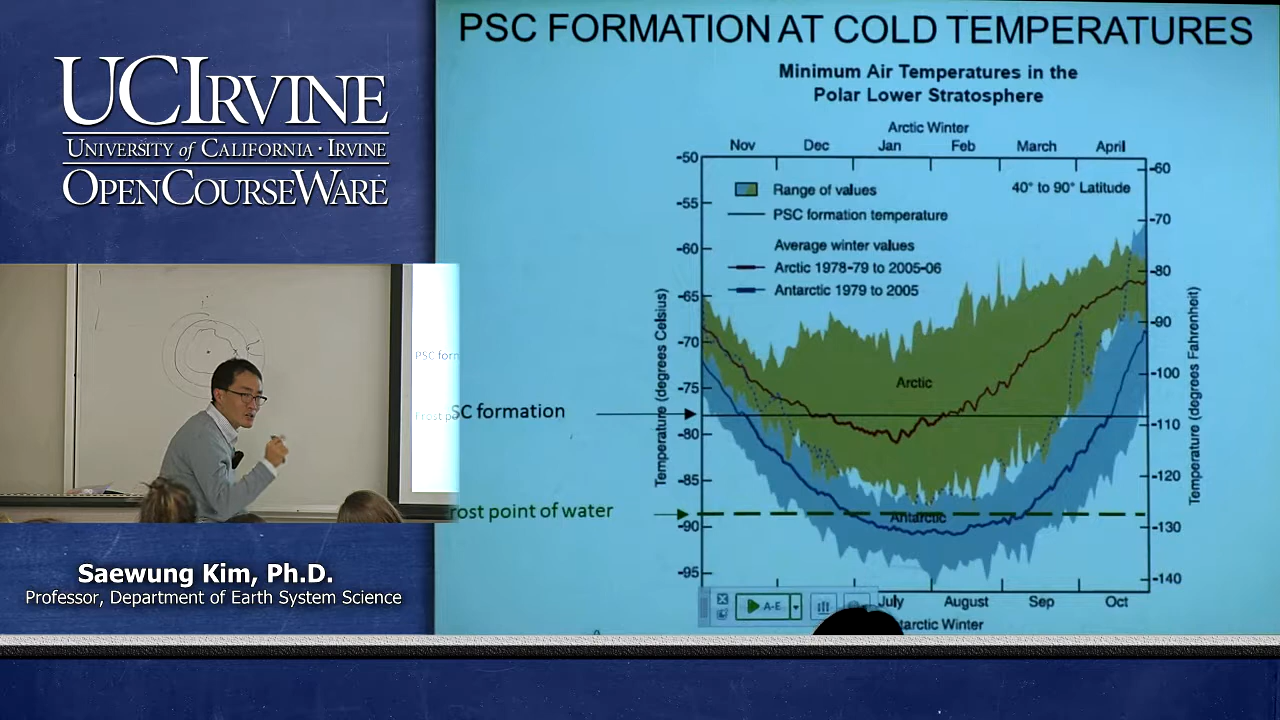 UCIRVINE
UNIVERSITY of CALIFORNIA · IRVINE
OPENCOURSEWARE
PSC form
Frost p
Saewung Kim, Ph.D.
Professor, Department of Earth System Science
PSC FORMATION AT COLD TEMPERATURES
Minimum Air Temperatures in the
Polar Lower Stratosphere
Arctic Winter
Nov Dec Jan Feb March April
-50
-55
-60
-65
-70
-75
-80
-85
-90
-95
Temperature (degrees Celsius)
Range of values
40° to 90° Latitude
PSC formation temperature
Average winter values
Arctic 1978-79 to 2005-06
Antarctic 1979 to 2005
Arctic
Antarctic
SC formation
rost point of water
-60
-70
-80
-90
-100
-110
-120
-130
-140
Temperature (degrees Fahrenheit)
A-E
July August Sep Oct
tarctic Winter